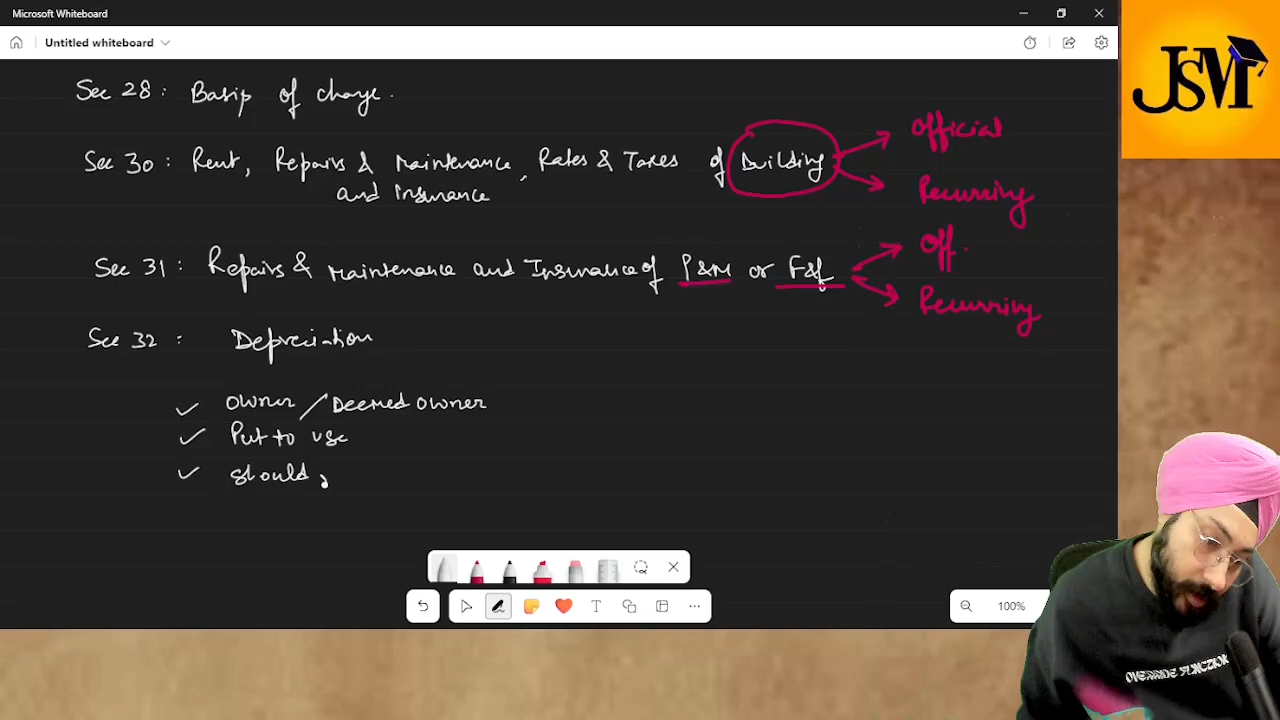 Microsoft Whiteboard
Untitled whiteboard
JSM
Sec 28 : Basis of charge.
Sec 30 : Rent, Repairs & Maintenance, Rates & Taxes of Building
and Insurance
Official
Recurring
Sec 31 : Repairs & Maintenance and Insurance of P&M or F&f
Off.
Recurring
Sec 32 : Depreciation
✓ Owner / Deemed owner
✓ Put to use
✓ Should
100%
OVERRIDE FUNCTION